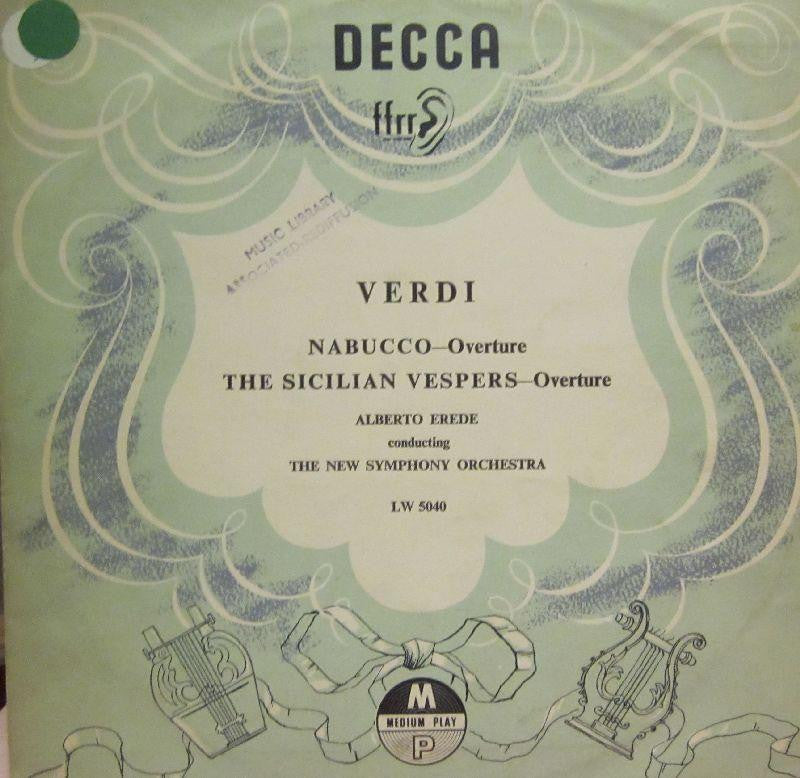 DECCA
ffrr
MUSIC LIBRARY
ASSOCIATED-REDIFFUSION
VERDI
NABUCCO—Overture
THE SICILIAN VESPERS—Overture
ALBERTO EREDE
conducting
THE NEW SYMPHONY ORCHESTRA
LW 5040
M
MEDIUM PLAY
P